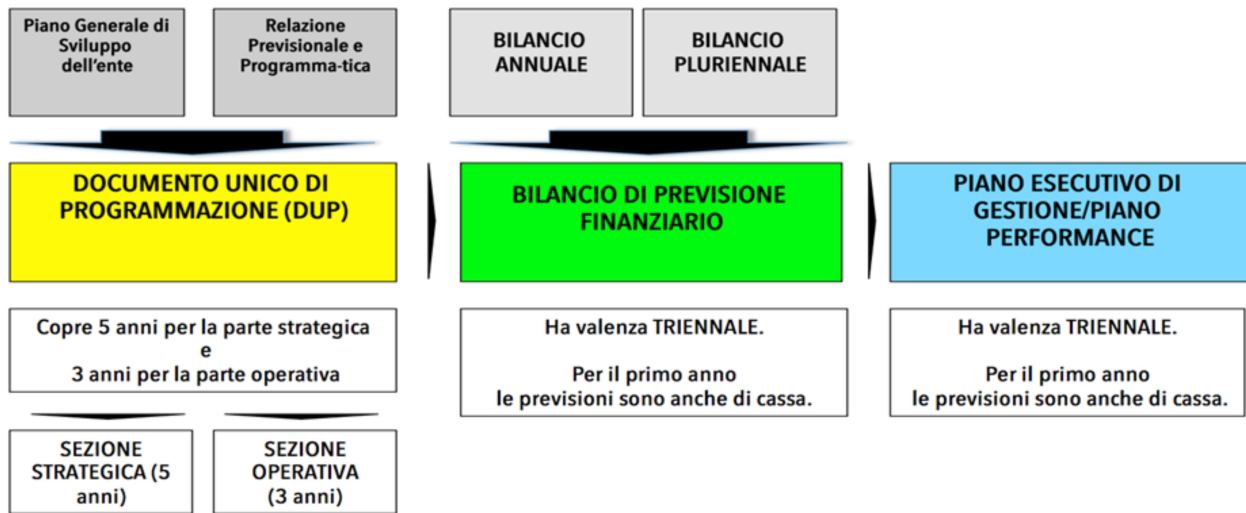 Piano Generale di
Sviluppo
dell'ente
Relazione
Previsionale e
Programma-tica
BILANCIO
ANNUALE
BILANCIO
PLURIENNALE
DOCUMENTO UNICO DI
PROGRAMMAZIONE (DUP)
BILANCIO DI PREVISIONE
FINANZIARIO
PIANO ESECUTIVO DI
GESTIONE/PIANO
PERFORMANCE
Copre 5 anni per la parte strategica
e
3 anni per la parte operativa
Ha valenza TRIENNALE.
Per il primo anno
le previsioni sono anche di cassa.
Ha valenza TRIENNALE.
Per il primo anno
le previsioni sono anche di cassa.
SEZIONE
STRATEGICA (5
anni)
SEZIONE
OPERATIVA
(3 anni)